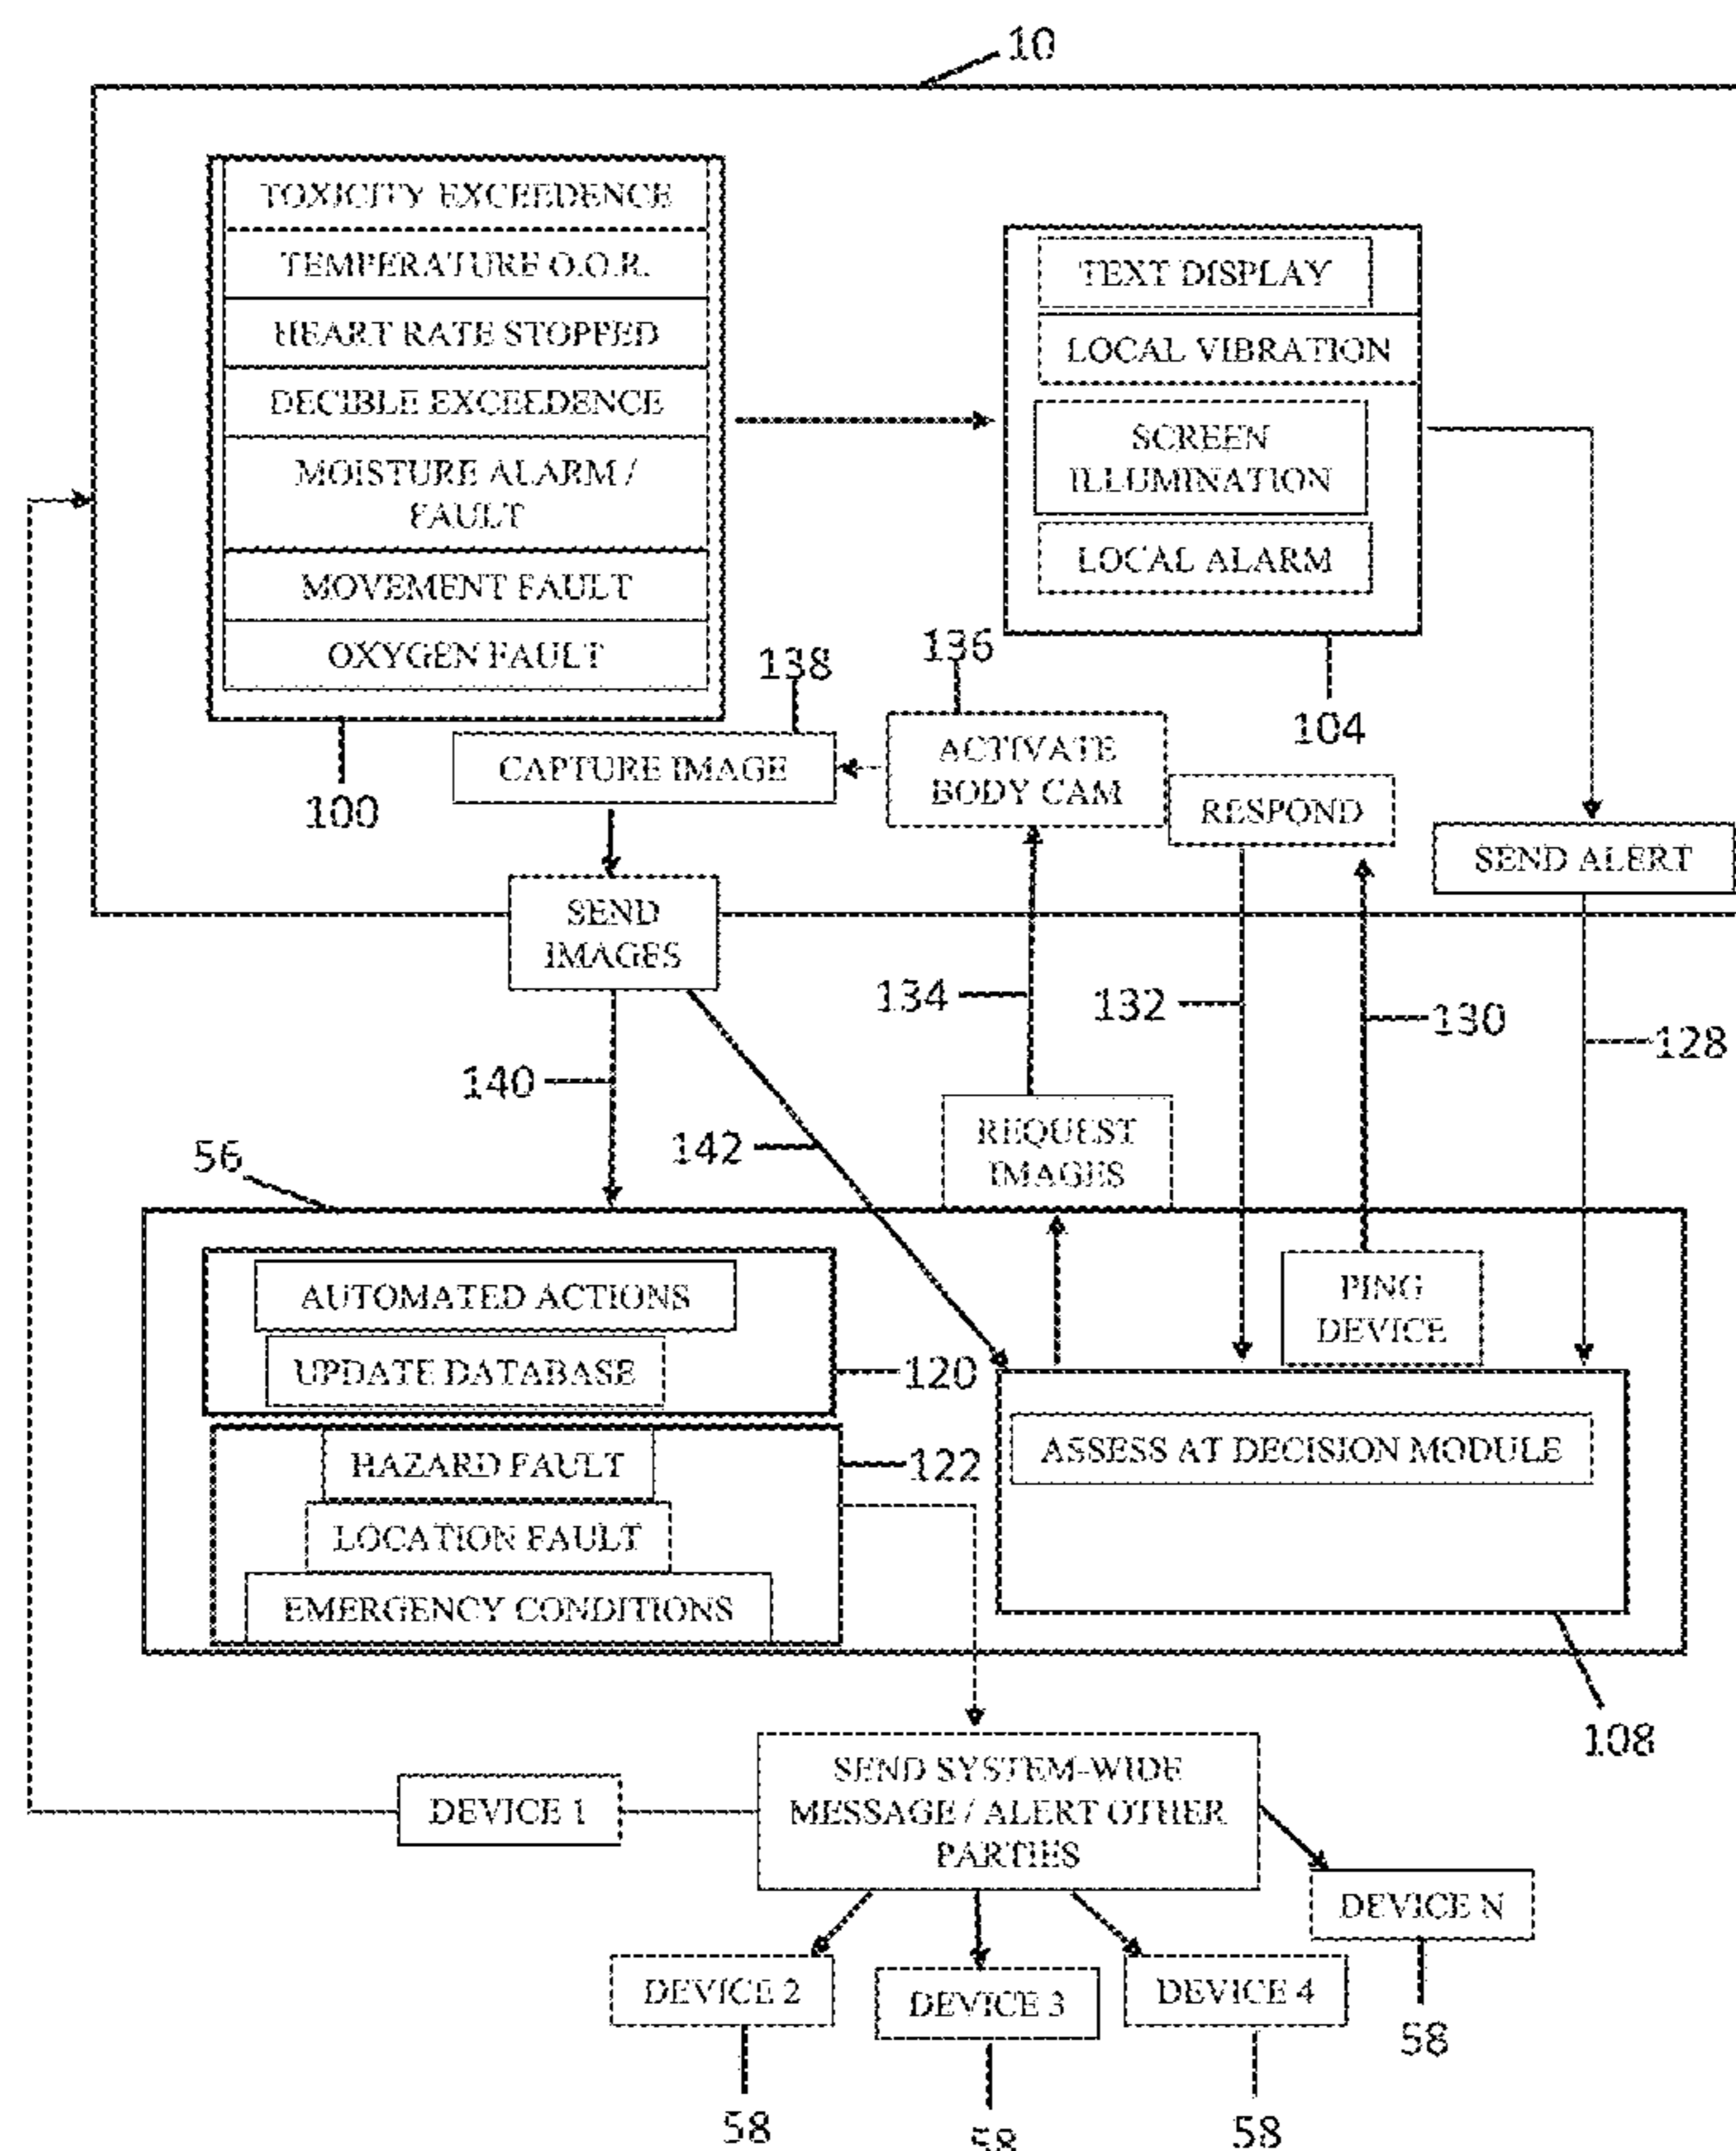 10
TOXICITY EXCEEDENCE
TEMPERATURE O.O.R.
HEART RATE STOPPED
DECIBLE EXCEEDENCE
MOISTURE ALARM /
FAULT
MOVEMENT FAULT
OXYGEN FAULT
100
TEXT DISPLAY
LOCAL VIBRATION
SCREEN
ILLUMINATION
LOCAL ALARM
104
138
136
CAPTURE IMAGE
ACTIVATE
BODY CAM
RESPOND
SEND ALERT
SEND
IMAGES
134
132
130
128
140
142
REQUEST
IMAGES
56
PING
DEVICE
AUTOMATED ACTIONS
UPDATE DATABASE
120
HAZARD FAULT
122
LOCATION FAULT
EMERGENCY CONDITIONS
ASSESS AT DECISION MODULE
108
SEND SYSTEM-WIDE
MESSAGE / ALERT OTHER
PARTIES
DEVICE 1
DEVICE N
58
DEVICE 2
DEVICE 3
DEVICE 4
58
58
58